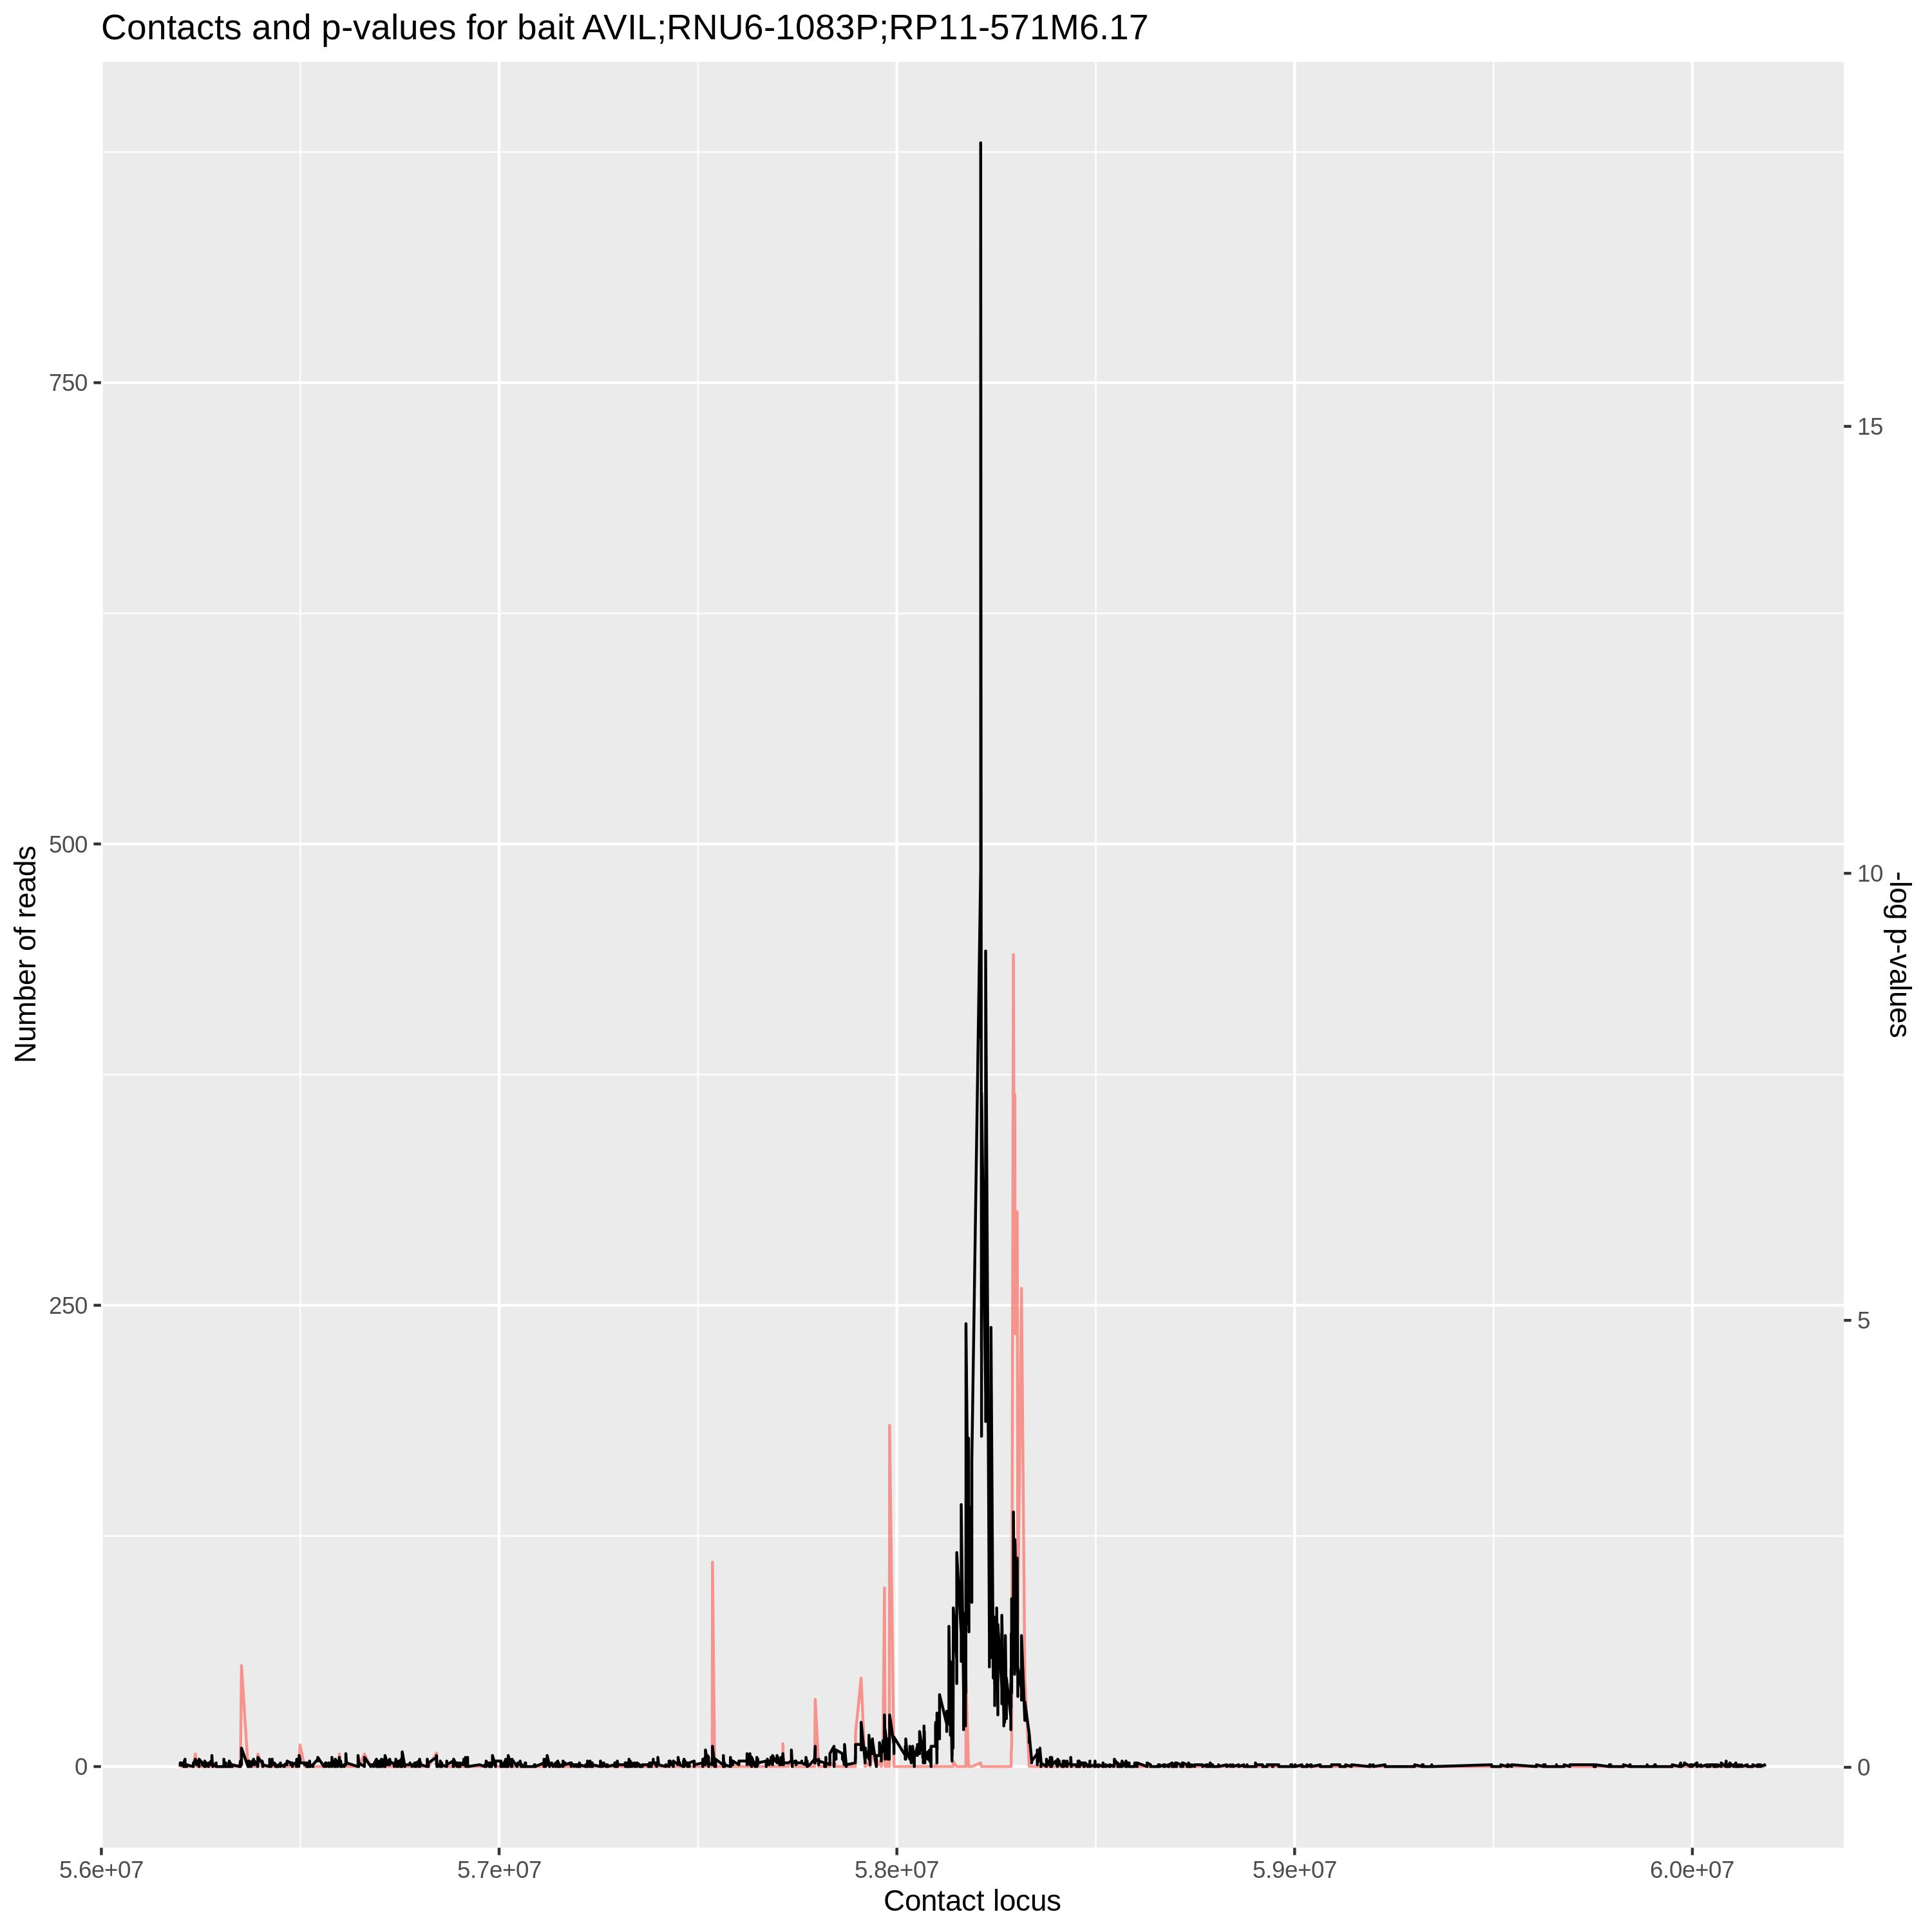 Contacts and p-values for bait AVIL;RNU6-1083P;RP11-571M6.17
750
500
250
0
Number of reads
15
10
5
0
-log p-values
5.6e+07
5.7e+07
5.8e+07
5.9e+07
6.0e+07
Contact locus